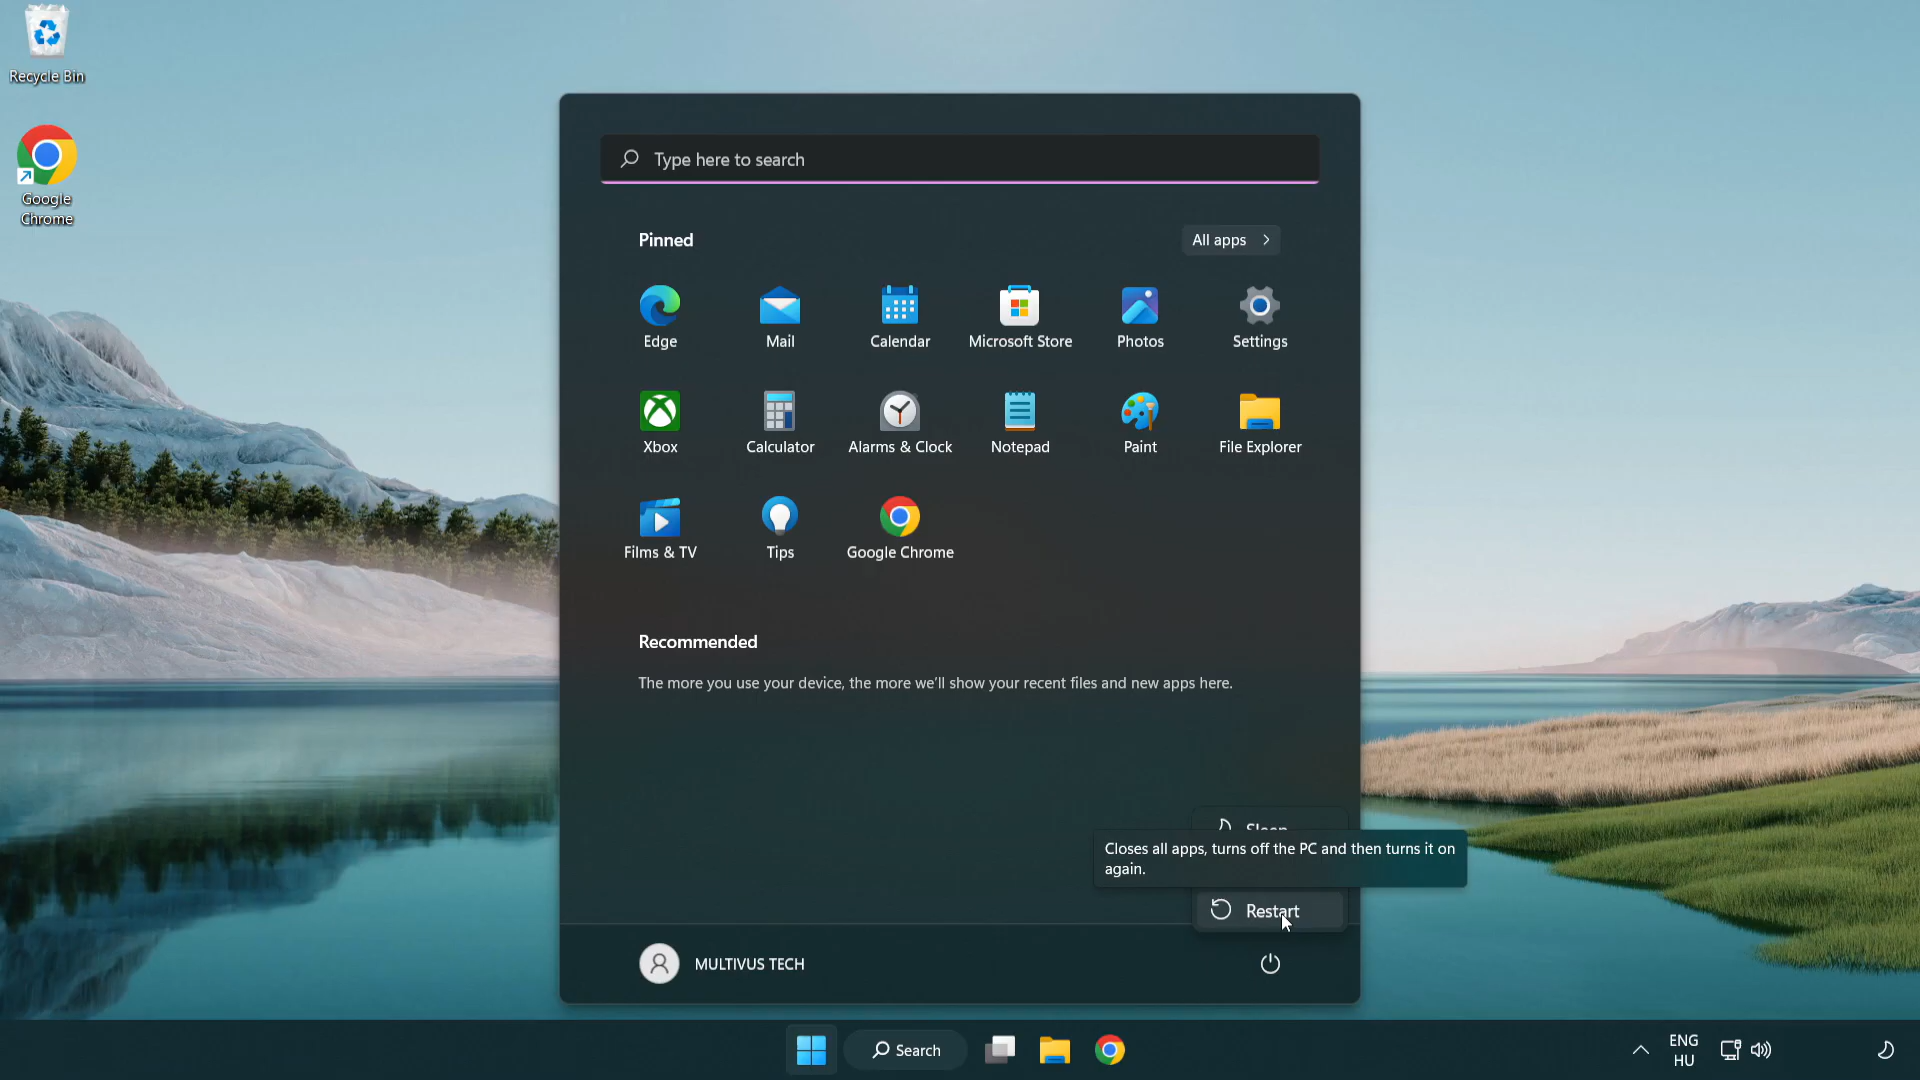 Recycle Bin
Google
Chrome
Type here to search
Pinned
All apps
Edge
Mail
Calendar
Microsoft Store
Photos
Settings
Xbox
Calculator
Alarms & Clock
Notepad
Paint
File Explorer
Films & TV
Tips
Google Chrome
Recommended
The more you use your device, the more we'll show your recent files and new apps here.
Sleep
Closes all apps, turns off the PC and then turns it on
again.
Restart
MULTIVUS TECH
Search
ENG
HU